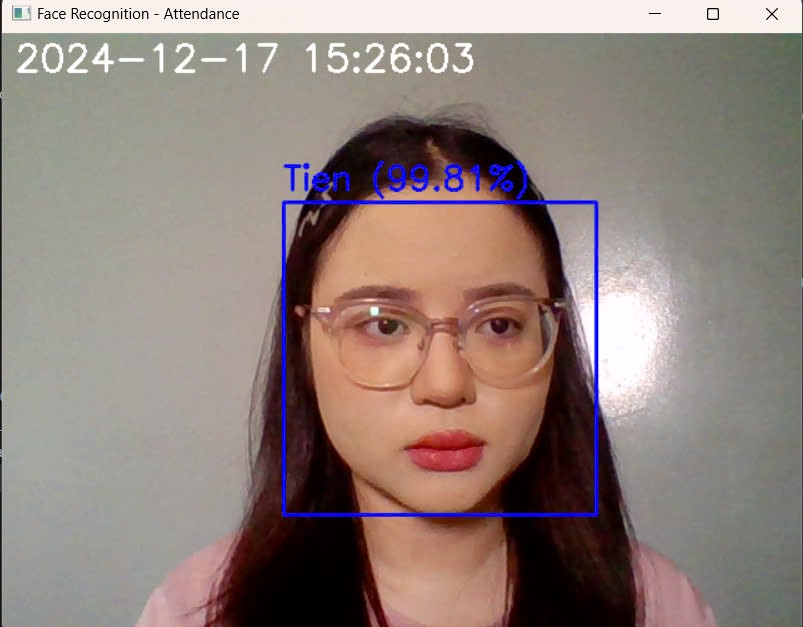 Face Recognition - Attendance
2024-12-17 15:26:03
Tien (99.81%)